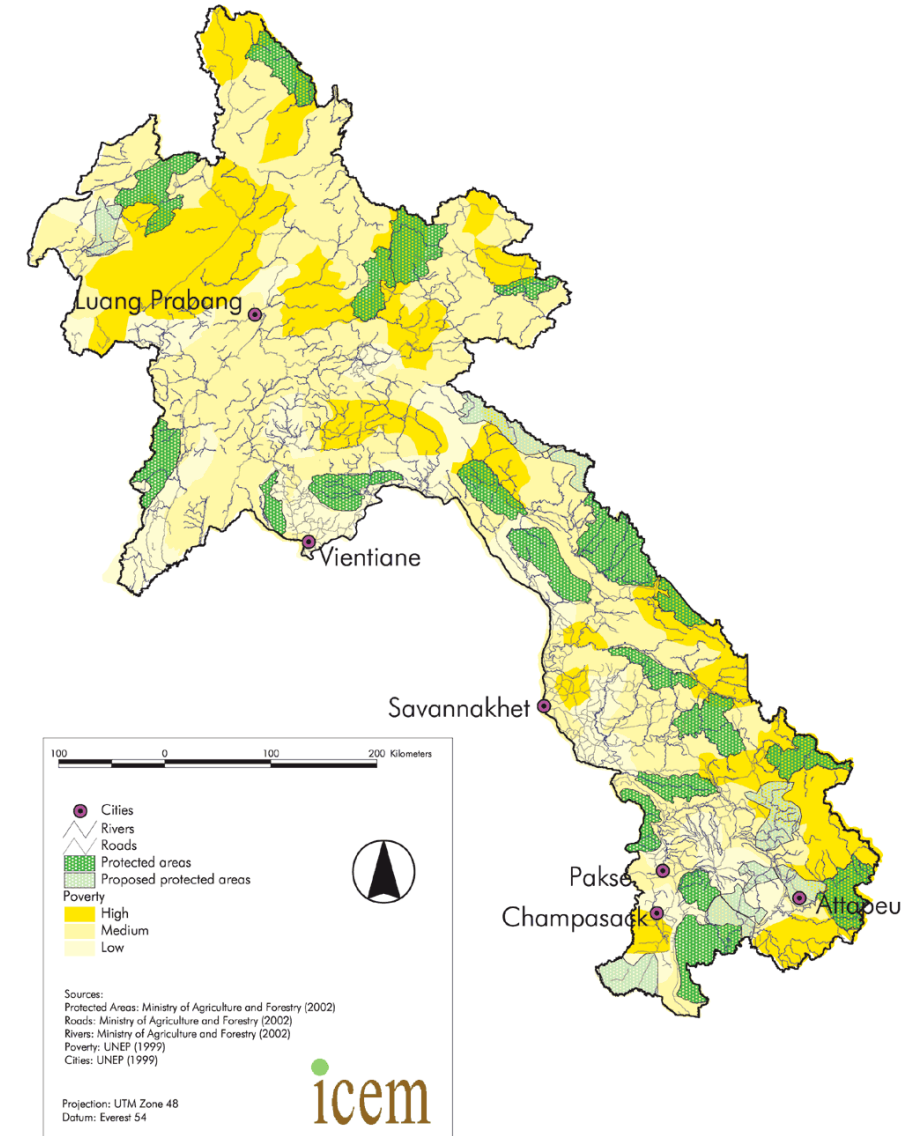 Luang Prabang
Vientiane
Savannakhet
Pakse
Champasack
Attapeu
100 0 100 200 Kilometers
Cities
Rivers
Roads
Protected areas
Proposed protected areas
Poverty
High
Medium
Low
Sources:
Protected Areas: Ministry of Agriculture and Forestry (2002)
Roads: Ministry of Agriculture and Forestry (2002)
Rivers: Ministry of Agriculture and Forestry (2002)
Poverty: UNEP (1999)
Cities: UNEP (1999)
Projection: UTM Zone 48
Datum: Everest 54
icem